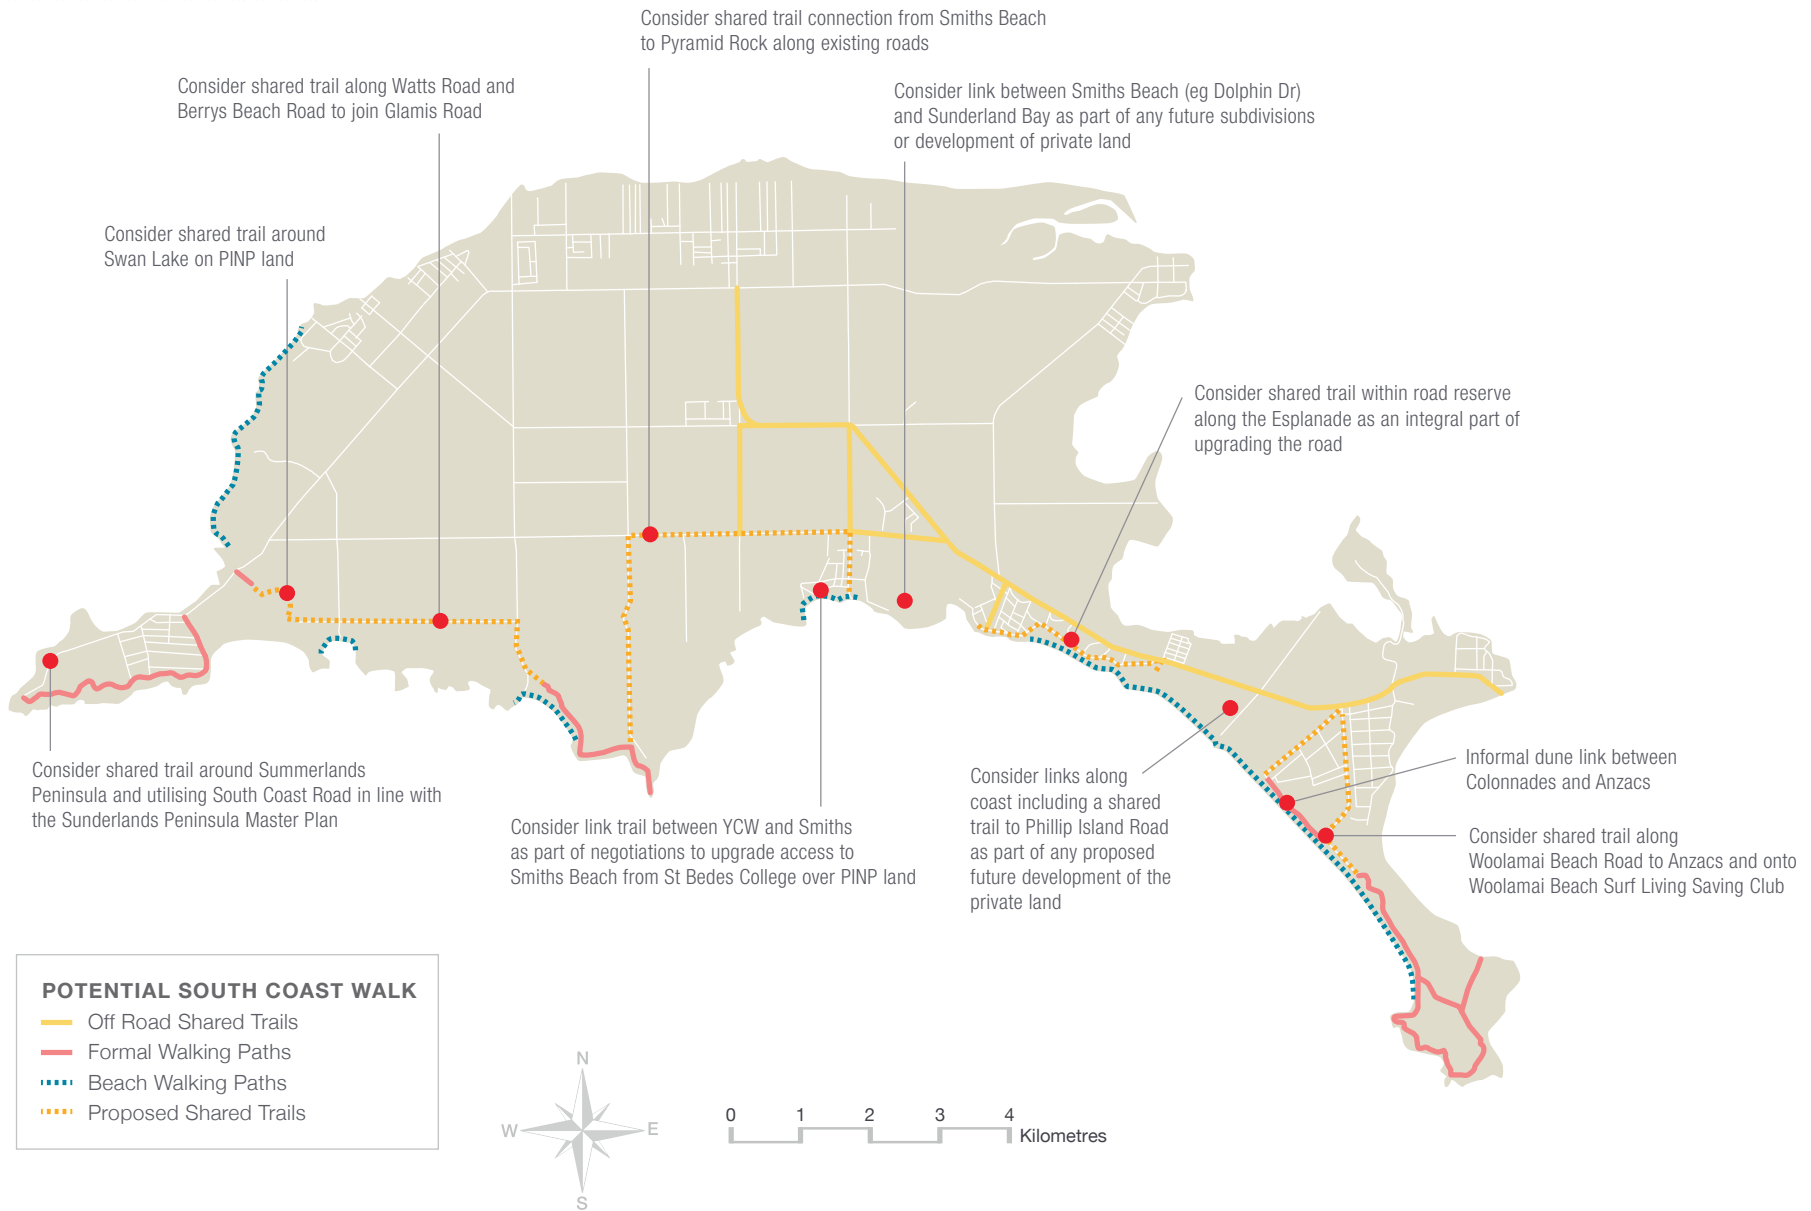 Consider shared trail connection from Smiths Beach
to Pyramid Rock along existing roads
Consider shared trail along Watts Road and
Berrys Beach Road to join Glamis Road
Consider link between Smiths Beach (eg Dolphin Dr)
and Sunderland Bay as part of any future subdivisions
or development of private land
Consider shared trail around
Swan Lake on PINP land
Consider shared trail within road reserve
along the Esplanade as an integral part of
upgrading the road
Consider shared trail around Summerlands
Peninsula and utilising South Coast Road in line with
the Sunderlands Peninsula Master Plan
Consider link trail between YCW and Smiths
as part of negotiations to upgrade access to
Smiths Beach from St Bedes College over PINP land
Consider links along
coast including a shared
trail to Phillip Island Road
as part of any proposed
future development of the
private land
Informal dune link between
Colonnades and Anzacs
Consider shared trail along
Woolamai Beach Road to Anzacs and onto
Woolamai Beach Surf Living Saving Club
POTENTIAL SOUTH COAST WALK
Off Road Shared Trails
Formal Walking Paths
Beach Walking Paths
Proposed Shared Trails
N
W
E
S
0 1 2 3 4
Kilometres